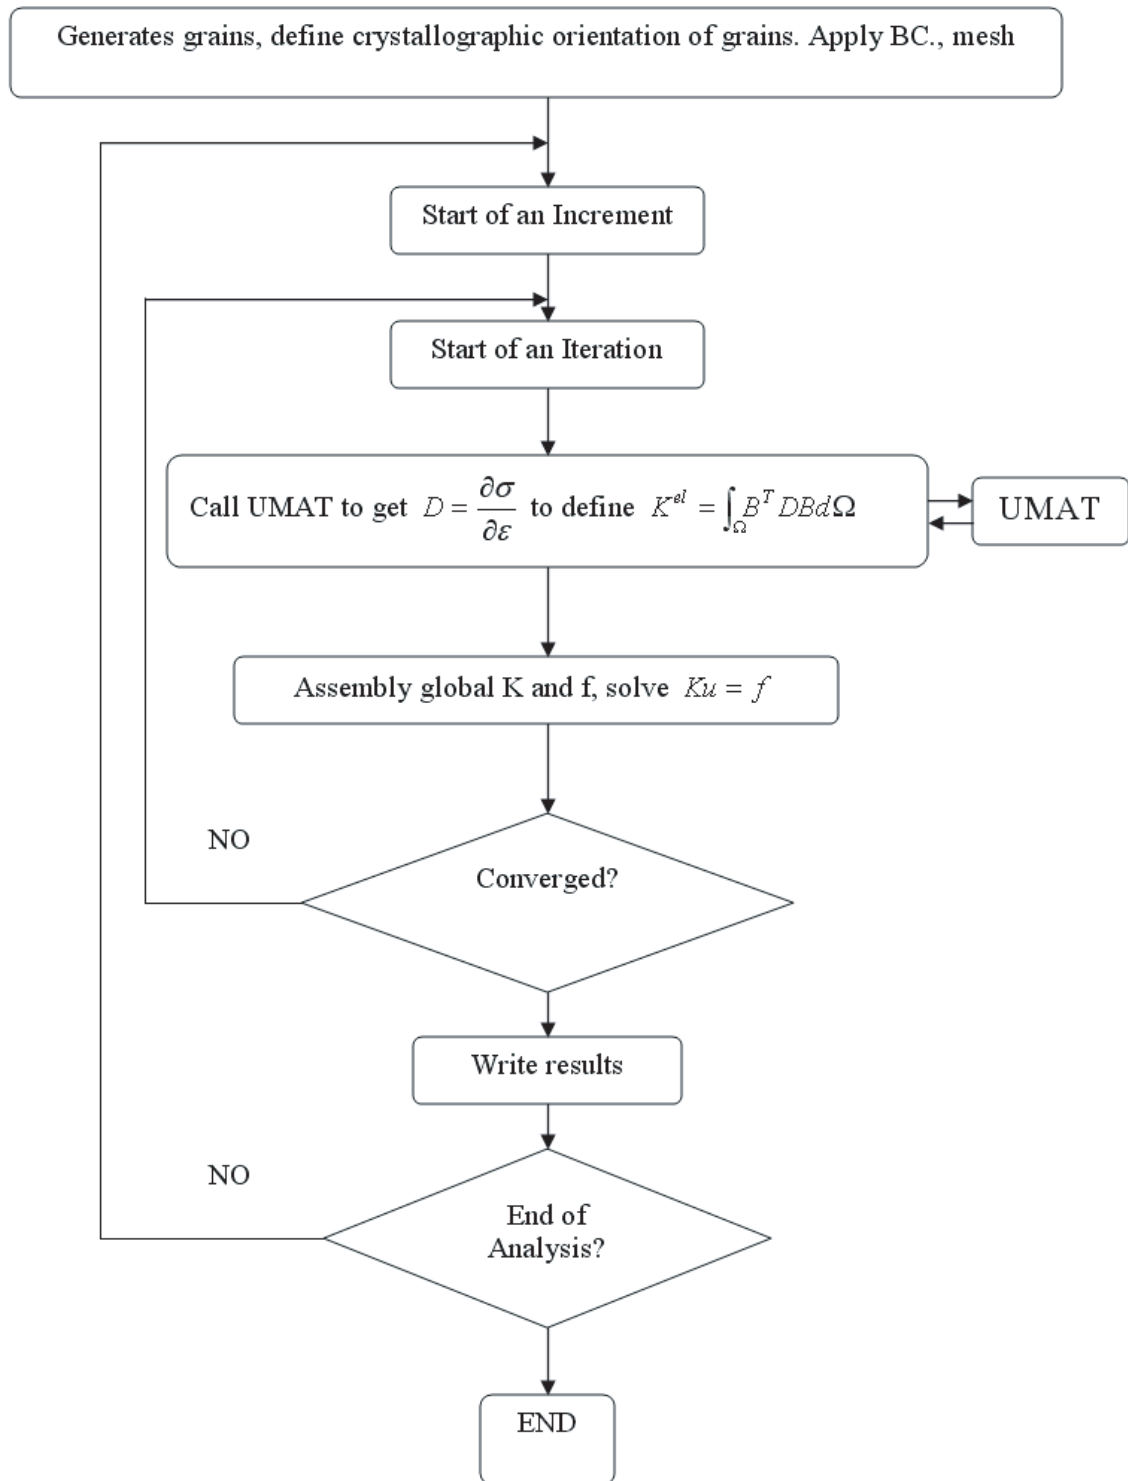 Generates grains, define crystallographic orientation of grains. Apply BC., mesh
Start of an Increment
Start of an Iteration
Call UMAT to get D = ∂σ/∂ε to define K^{el} = ∫_Ω B^T DBdΩ
UMAT
Assembly global K and f, solve Ku = f
NO
Converged?
Write results
NO
End of
Analysis?
END